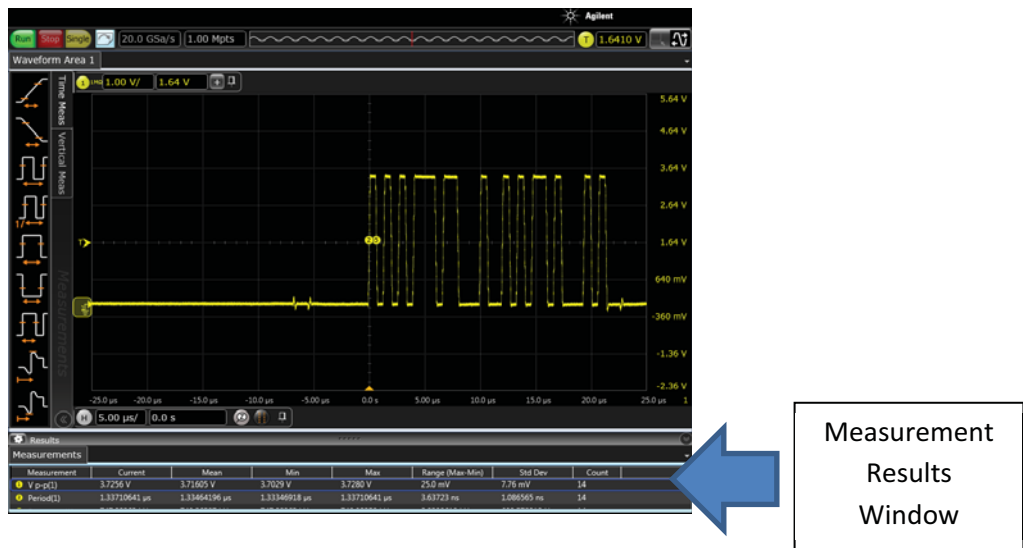 Agilent
Run Stop Single 20.0 GSa/s 1.00 Mpts T 1.6410 V
Waveform Area 1
Time Meas
Vertical Meas
Measurements
1 1.00 V/ 1.64 V
5.64 V
4.64 V
3.64 V
2.64 V
1.64 V
640 mV
-360 mV
-1.36 V
-2.36 V
T
2 3
-25.0 µs -20.0 µs -15.0 µs -10.0 µs -5.00 µs 0.0 s 5.00 µs 10.0 µs 15.0 µs 20.0 µs 25.0 µs 1
H 5.00 µs/ 0.0 s
Results
Measurements
Measurement Current Mean Min Max Range (Max-Min) Std Dev Count
V p-p(1) 3.7256 V 3.71605 V 3.7029 V 3.7280 V 25.0 mV 7.76 mV 14
Period(1) 1.33710641 µs 1.33464196 µs 1.33346918 µs 1.33710641 µs 3.63723 ns 1.086565 ns 14
Measurement
Results
Window